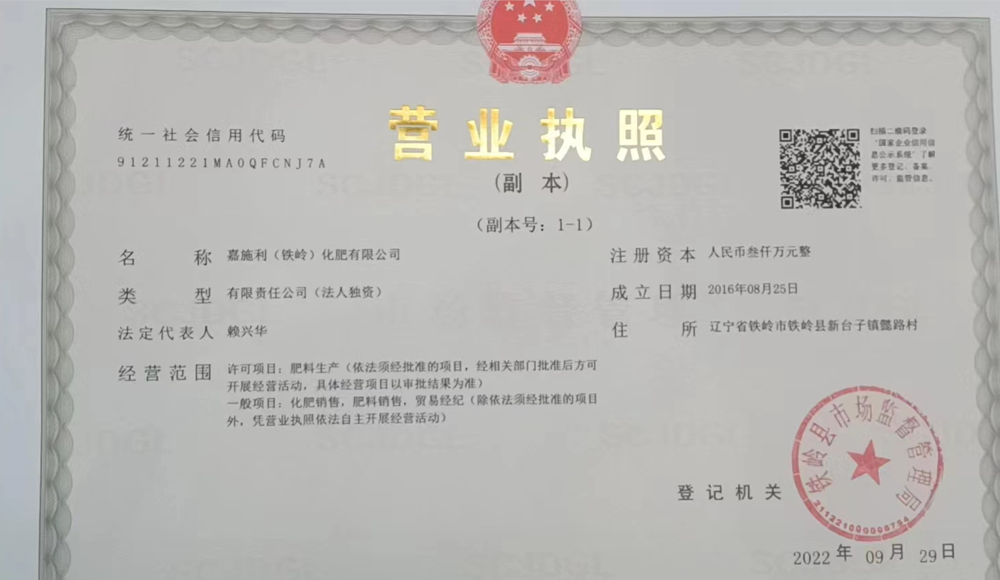 营业执照
(副 本)
（副本号：1-1）
统一社会信用代码
91211221MA0QFCNJ7A
扫描二维码登录
“国家企业信用信
息公示系统”了解
更多登记、备案、
许可、监管信息。
名 称 嘉施利（铁岭）化肥有限公司
类 型 有限责任公司（法人独资）
法定代表人 赖兴华
经营范围 许可项目：肥料生产（依法须经批准的项目，经相关部门批准后方可
开展经营活动，具体经营项目以审批结果为准）
一般项目：化肥销售，肥料销售，贸易经纪（除依法须经批准的项目
外，凭营业执照依法自主开展经营活动）
注册资本 人民币叁仟万元整
成立日期 2016年08月25日
住 所 辽宁省铁岭市铁岭县新台子镇懿路村
登记机关
铁岭县市场监督管理局
2022年 09月 29日